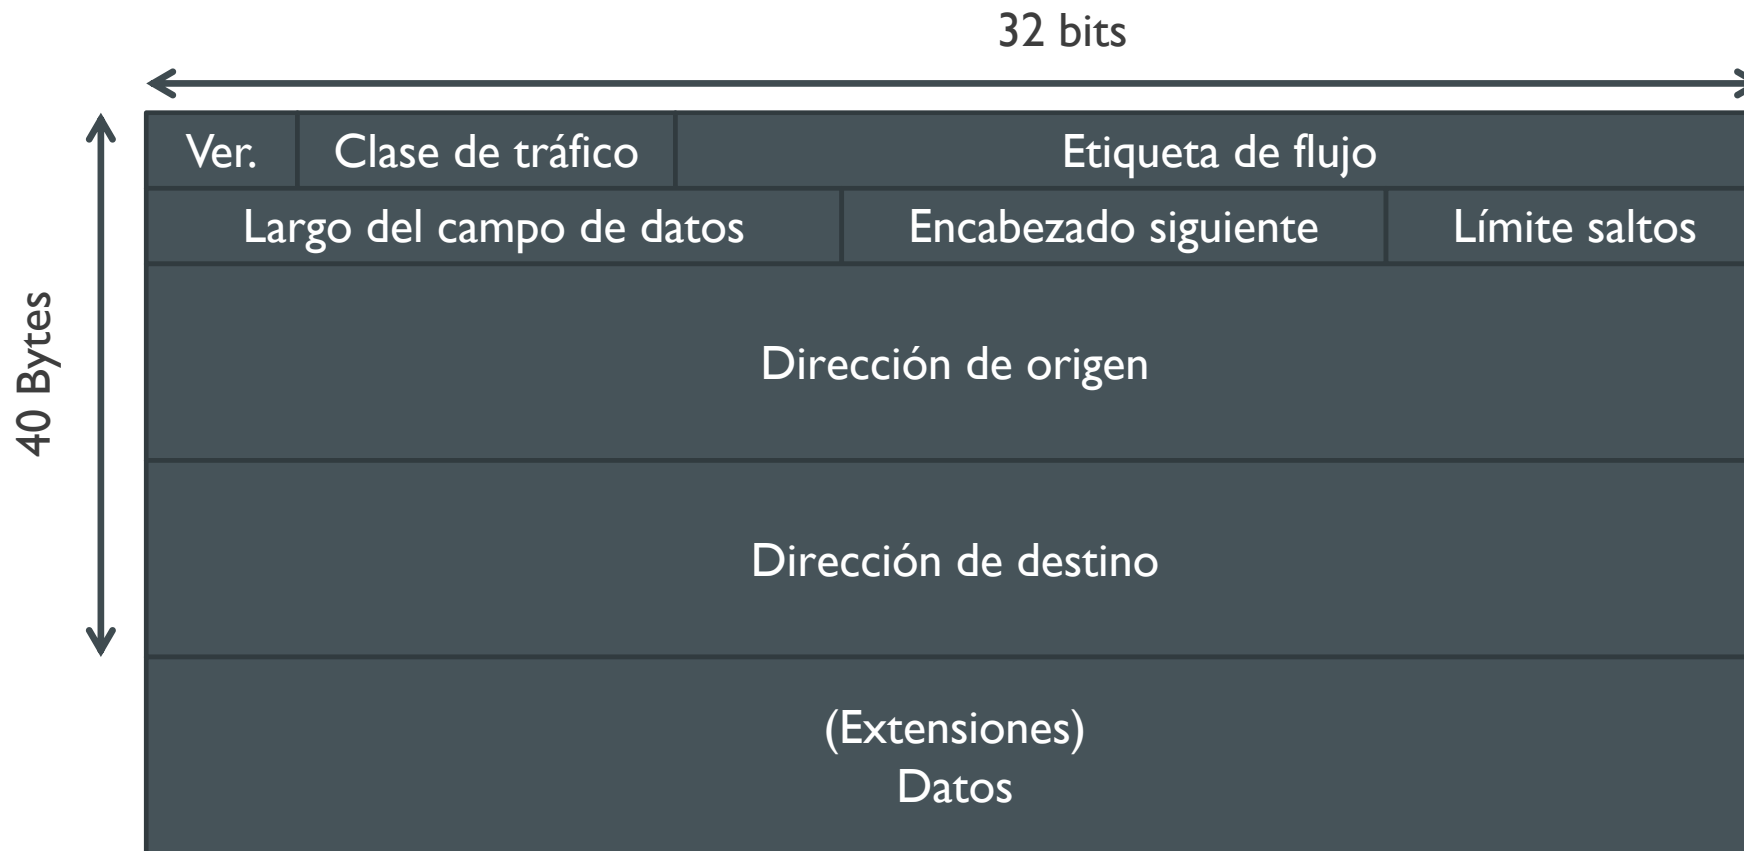 32 bits
Ver.
Clase de tráfico
Etiqueta de flujo
Largo del campo de datos
Encabezado siguiente
Límite saltos
40 Bytes
Dirección de origen
Dirección de destino
(Extensiones)
Datos